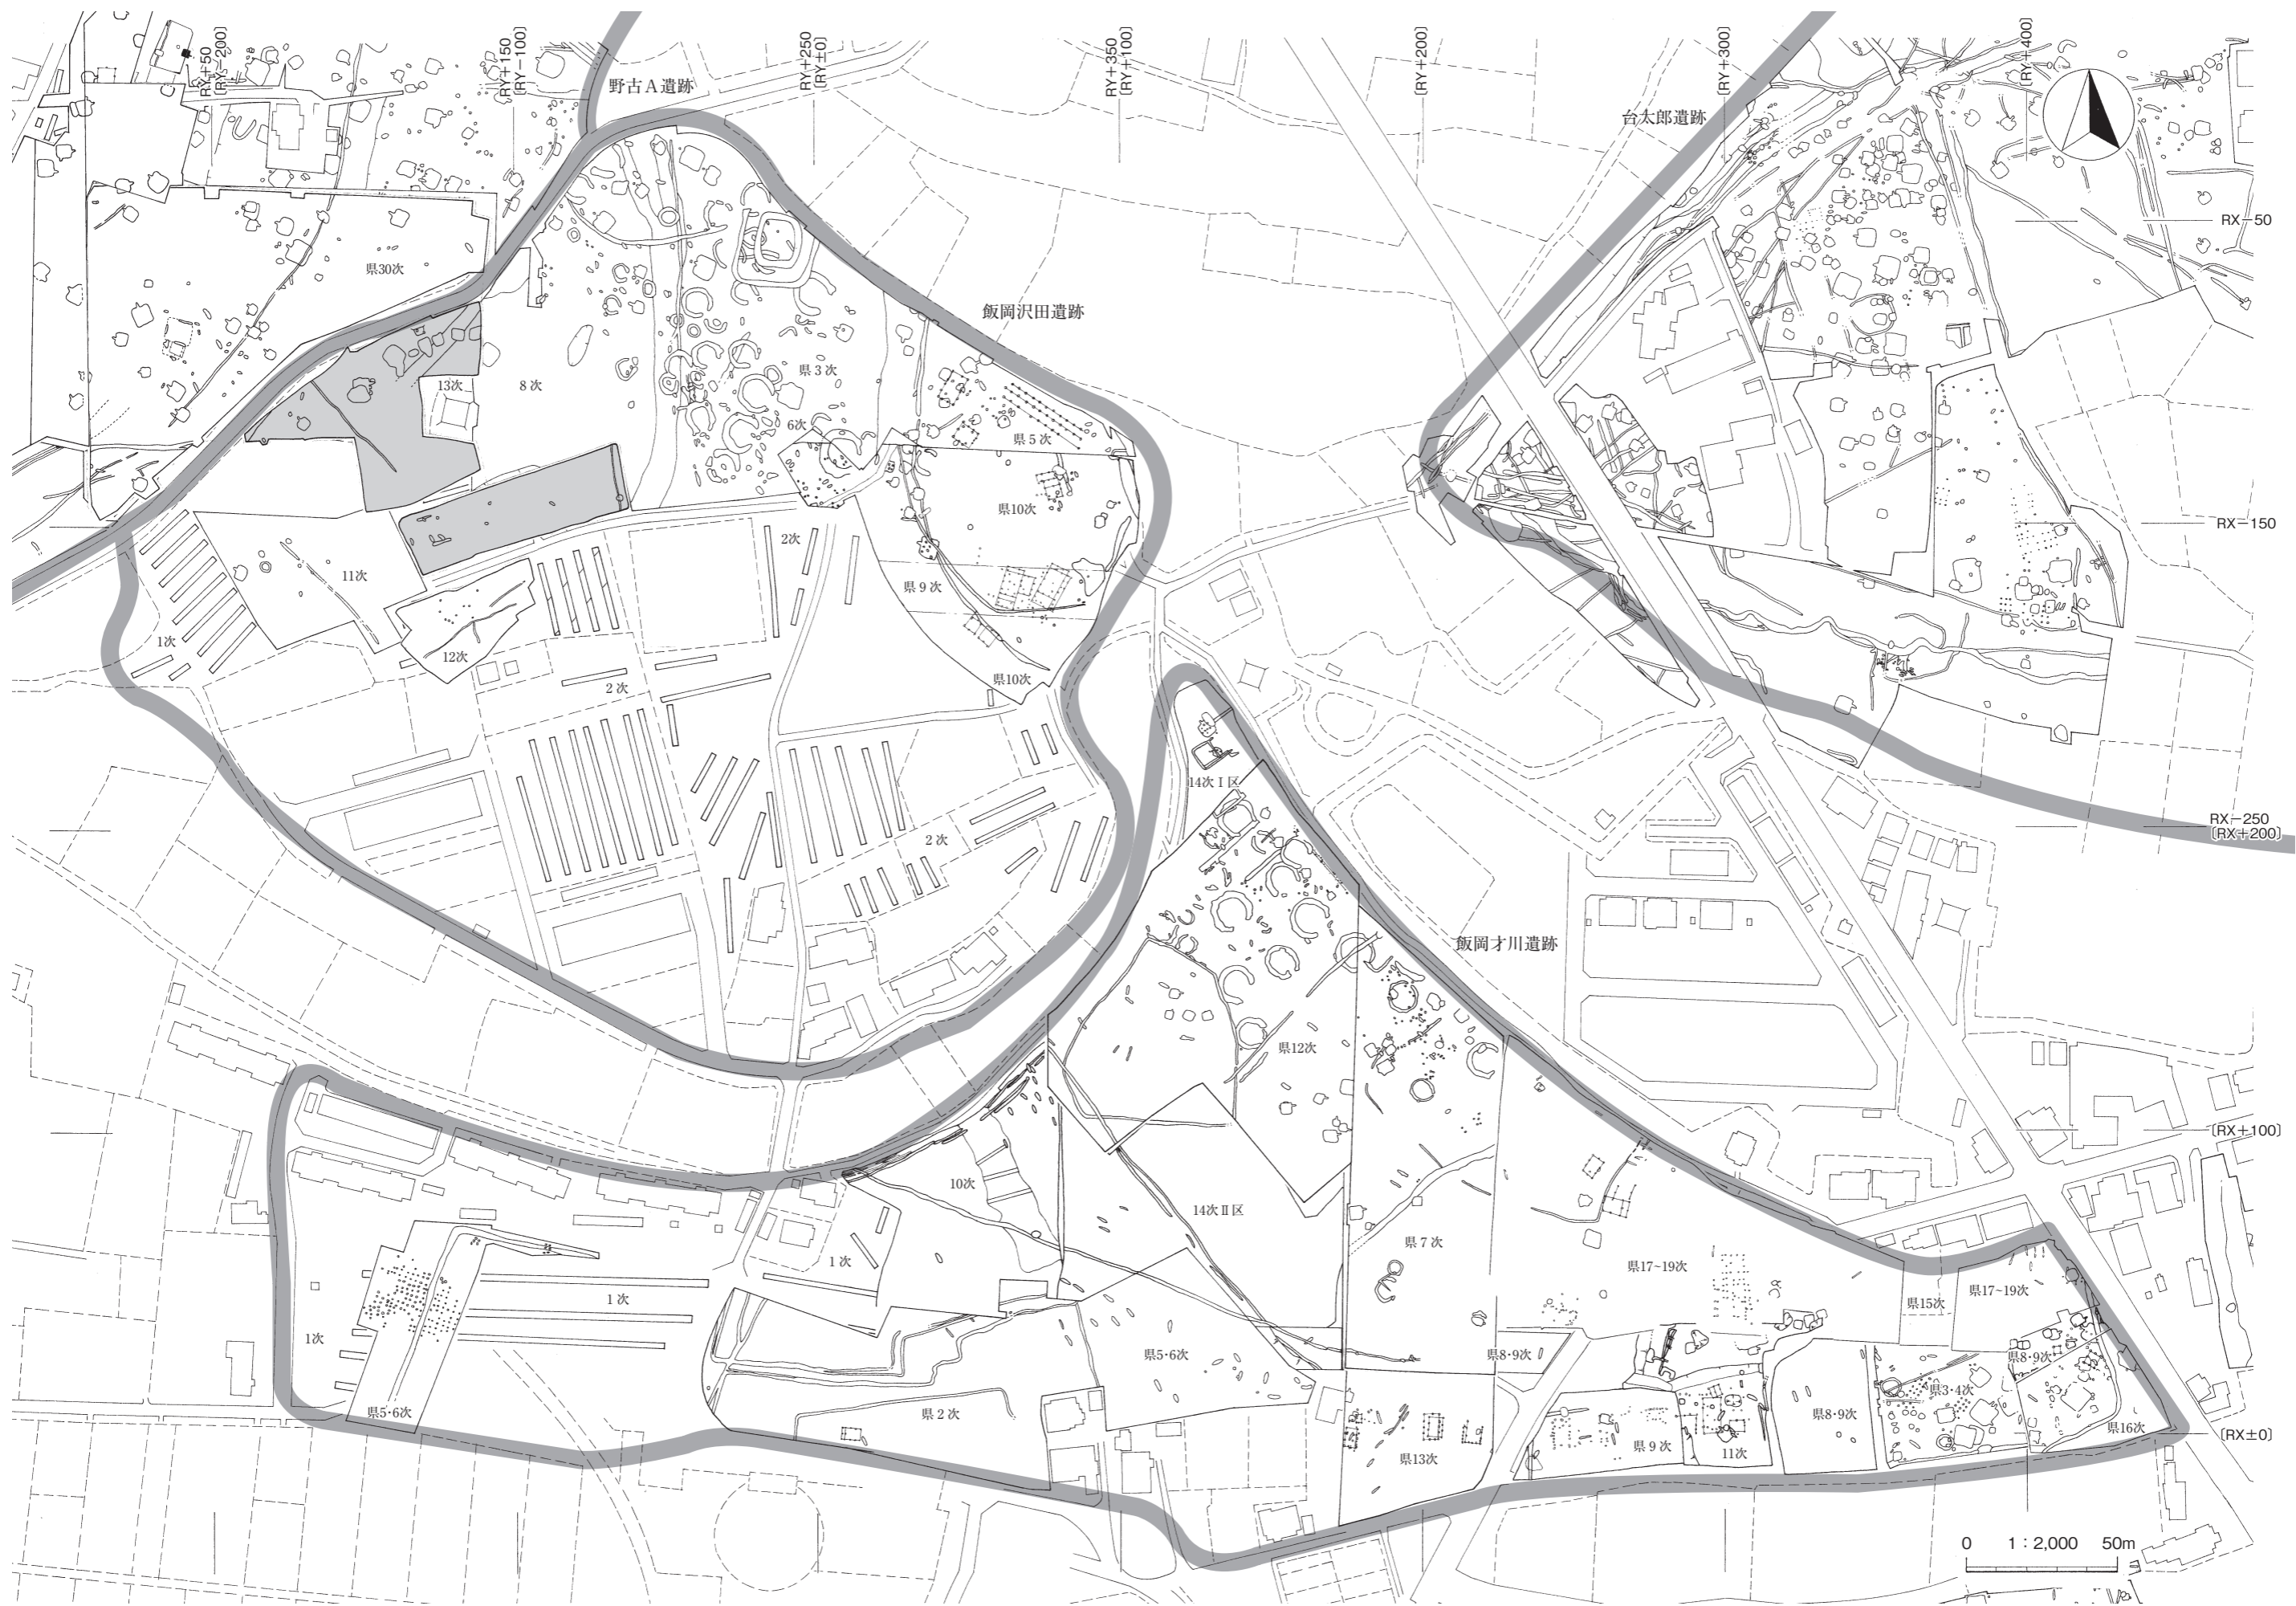 RY+50
〔RY−200〕
RY+150
〔RY−100〕
RY+250
〔RY±0〕
RY+350
〔RY+100〕
〔RY+200〕
〔RY+300〕
〔RY+400〕
野古A遺跡
台太郎遺跡
RX−50
県30次
飯岡沢田遺跡
13次
8次
県3次
6次
県5次
県10次
RX−150
2次
11次
県9次
1次
12次
2次
県10次
14次Ⅰ区
RX−250
〔RX+200〕
2次
飯岡才川遺跡
県12次
〔RX+100〕
10次
14次Ⅱ区
県7次
1次
県17~19次
県17~19次
県15次
1次
1次
県5･6次
県8･9次
県8･9次
県3･4次
県5･6次
県2次
県8･9次
県16次
〔RX±0〕
県9次
11次
県13次
0 1：2,000 50m